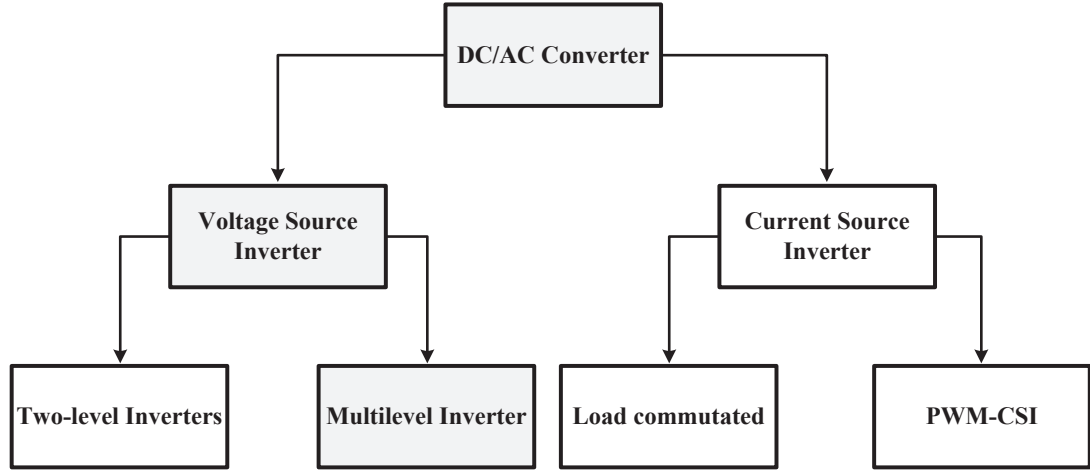 DC/AC Converter
Voltage Source
Inverter
Current Source
Inverter
Two-level Inverters
Multilevel Inverter
Load commutated
PWM-CSI